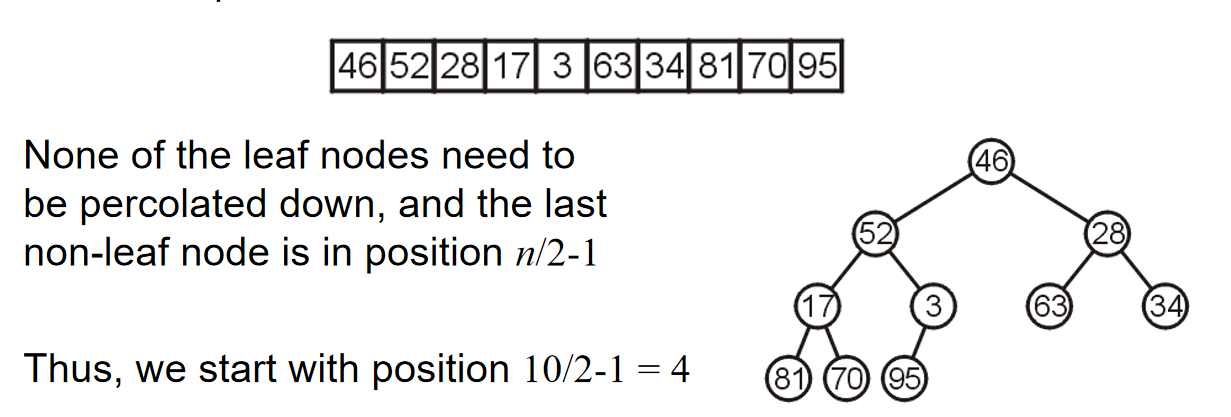 46 52 28 17 3 63 34 81 70 95
None of the leaf nodes need to
be percolated down, and the last
non-leaf node is in position n/2-1
Thus, we start with position 10/2-1 = 4
46
52 28
17 3 63 34
81 70 95